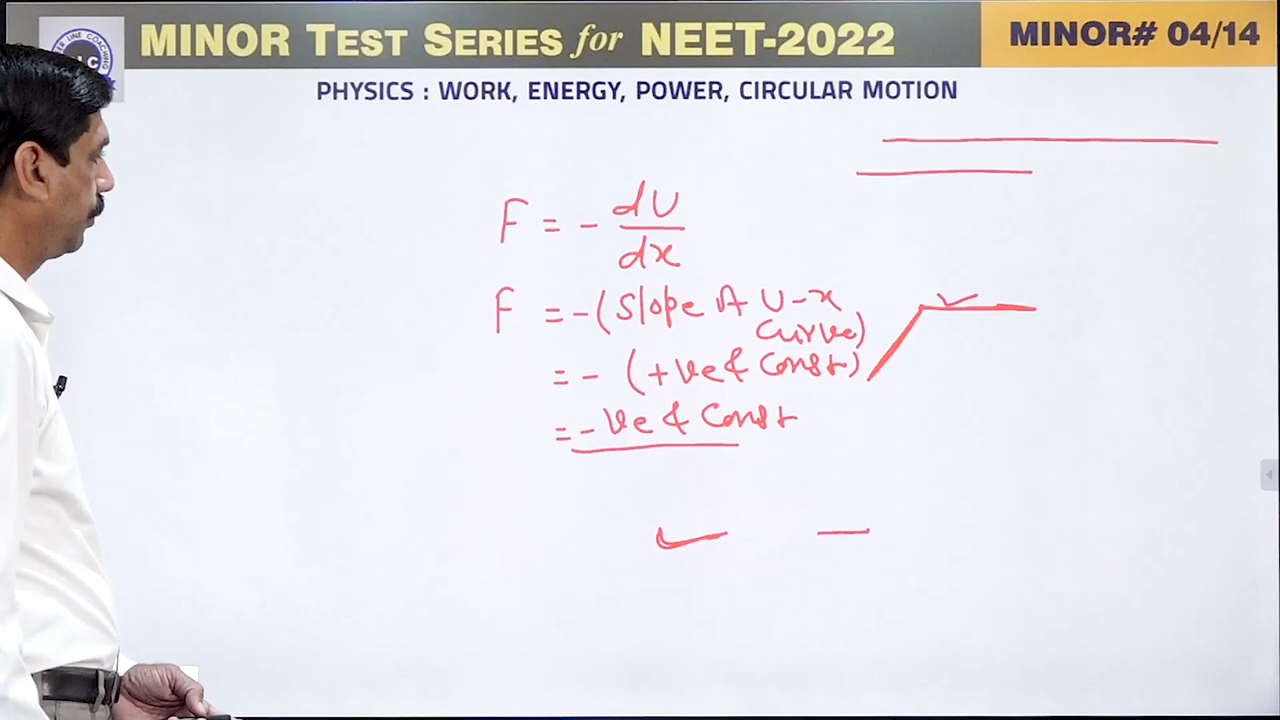 MINOR TEST SERIES for NEET-2022
MINOR# 04/14
PHYSICS : WORK, ENERGY, POWER, CIRCULAR MOTION
F = - dU/dx
F = -(Slope of U-x
Curve)
= - (+ve & Const)
= -ve & Const